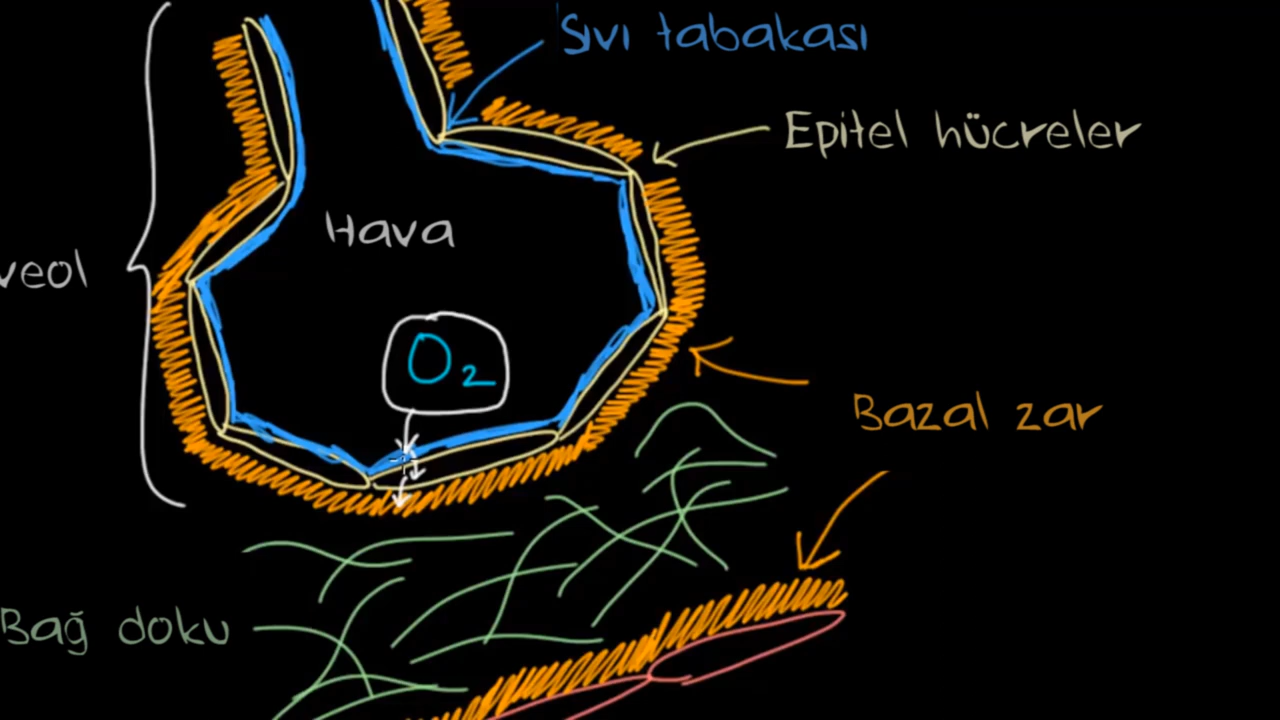 Sıvı tabakası
Epitel hücreler
Hava
veol
O2
Bazal zar
Bağ doku